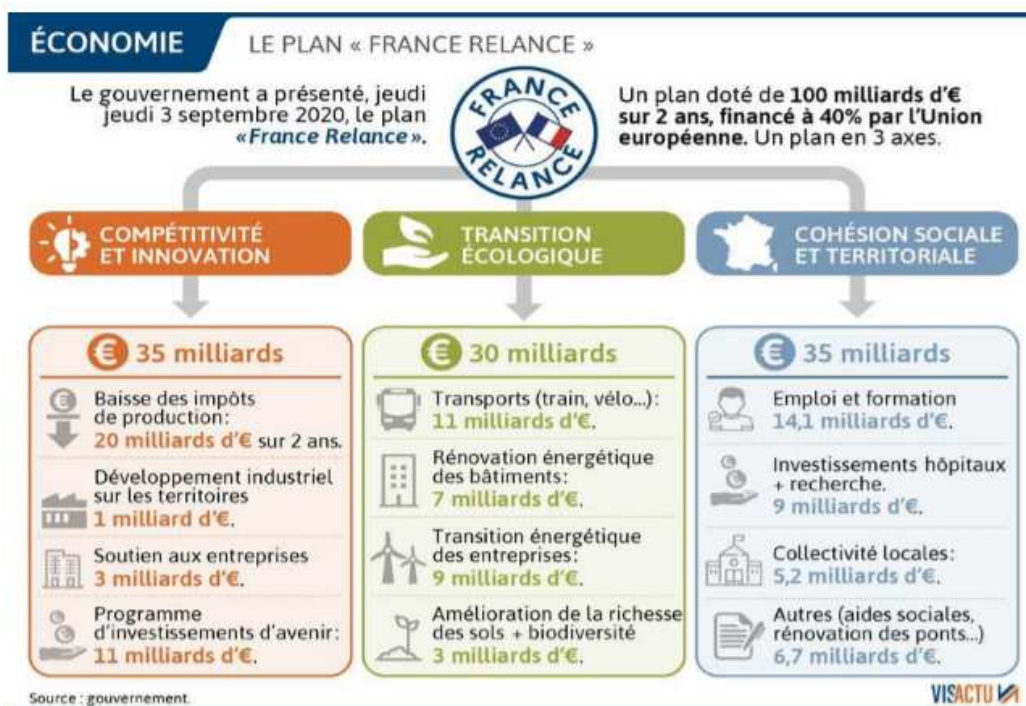 ÉCONOMIE
LE PLAN « FRANCE RELANCE »
Le gouvernement a présenté, jeudi
jeudi 3 septembre 2020, le plan
«France Relance».
FRANCE
RELANCE
Un plan doté de 100 milliards d'€
sur 2 ans, financé à 40% par l'Union
européenne. Un plan en 3 axes.
COMPÉTITIVITÉ
ET INNOVATION
€ 35 milliards
Baisse des impôts
de production:
20 milliards d'€ sur 2 ans.
Développement industriel
sur les territoires
1 milliard d'€.
Soutien aux entreprises
3 milliards d'€.
Programme
d'investissements d'avenir:
11 milliards d'€.
TRANSITION
ÉCOLOGIQUE
€ 30 milliards
Transports (train, vélo...):
11 milliards d'€.
Rénovation énergétique
des bâtiments:
7 milliards d'€.
Transition énergétique
des entreprises:
9 milliards d'€.
Amélioration de la richesse
des sols + biodiversité
3 milliards d'€.
COHÉSION SOCIALE
ET TERRITORIALE
€ 35 milliards
Emploi et formation
14,1 milliards d'€.
Investissements hôpitaux
+ recherche.
9 milliards d'€.
Collectivité locales:
5,2 milliards d'€.
Autres (aides sociales,
rénovation des ponts...)
6,7 milliards d'€.
Source : gouvernement.
VISACTU